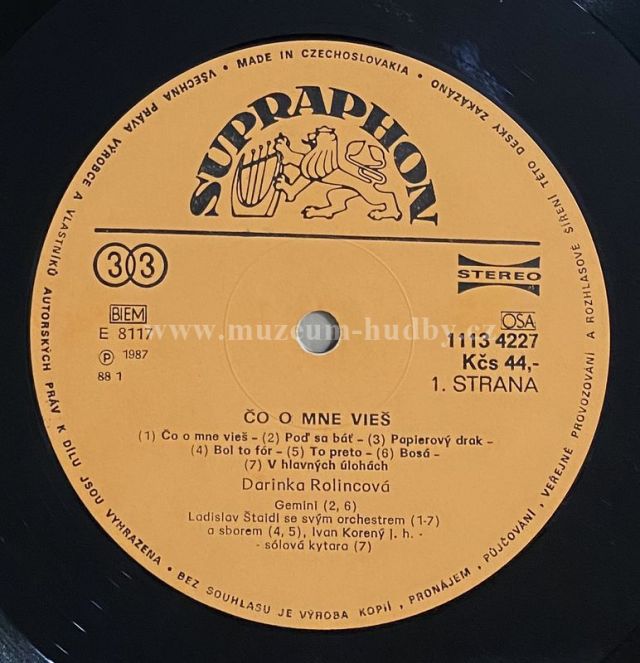 VŠECHNA PRÁVA VÝROBCE A VLASTNÍKŮ AUTORSKÝCH PRÁV K DÍLU JSOU VYHRAZENA • BEZ SOUHLASU JE VÝROBA KOPIÍ, PRONÁJEM, PŮJČOVÁNÍ, VEŘEJNÉ PROVOZOVÁNÍ A ROZHLASOVÉ ŠÍŘENÍ TÉTO DESKY ZAKÁZÁNO • MADE IN CZECHOSLOVAKIA •
SUPRAPHON
33
STEREO
BIEM
E 8117
Ⓟ 1987
88 1
OSA
1113 4227
Kčs 44,-
1. STRANA
www.muzeum-hudby.cz
ČO O MNE VIEŠ
(1) Čo o mne vieš - (2) Poď sa báť - (3) Papierový drak -
(4) Bol to fór - (5) To preto - (6) Bosá -
(7) V hlavných úlohách
Darinka Rolincová
Gemini (2, 6)
Ladislav Štaidl se svým orchestrem (1-7)
a sborem (4, 5), Ivan Korený j. h. -
- sólová kytara (7)